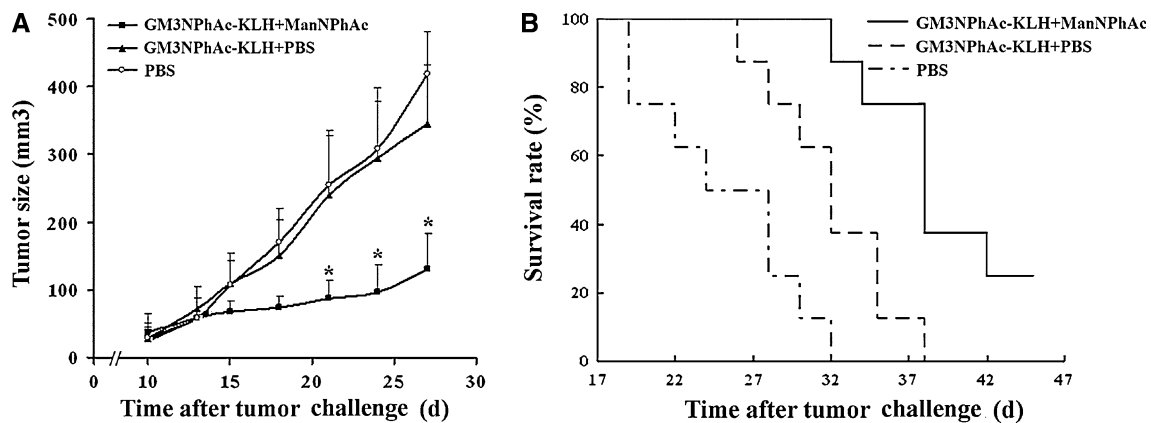 A
GM3NPhAc-KLH+ManNPhAc
GM3NPhAc-KLH+PBS
PBS
Tumor size (mm3)
500
400
300
200
100
0
*
*
*
0
10
15
20
25
30
Time after tumor challenge (d)
B
GM3NPhAc-KLH+ManNPhAc
GM3NPhAc-KLH+PBS
PBS
Survival rate (%)
100
80
60
40
20
0
17
22
27
32
37
42
47
Time after tumor challenge (d)